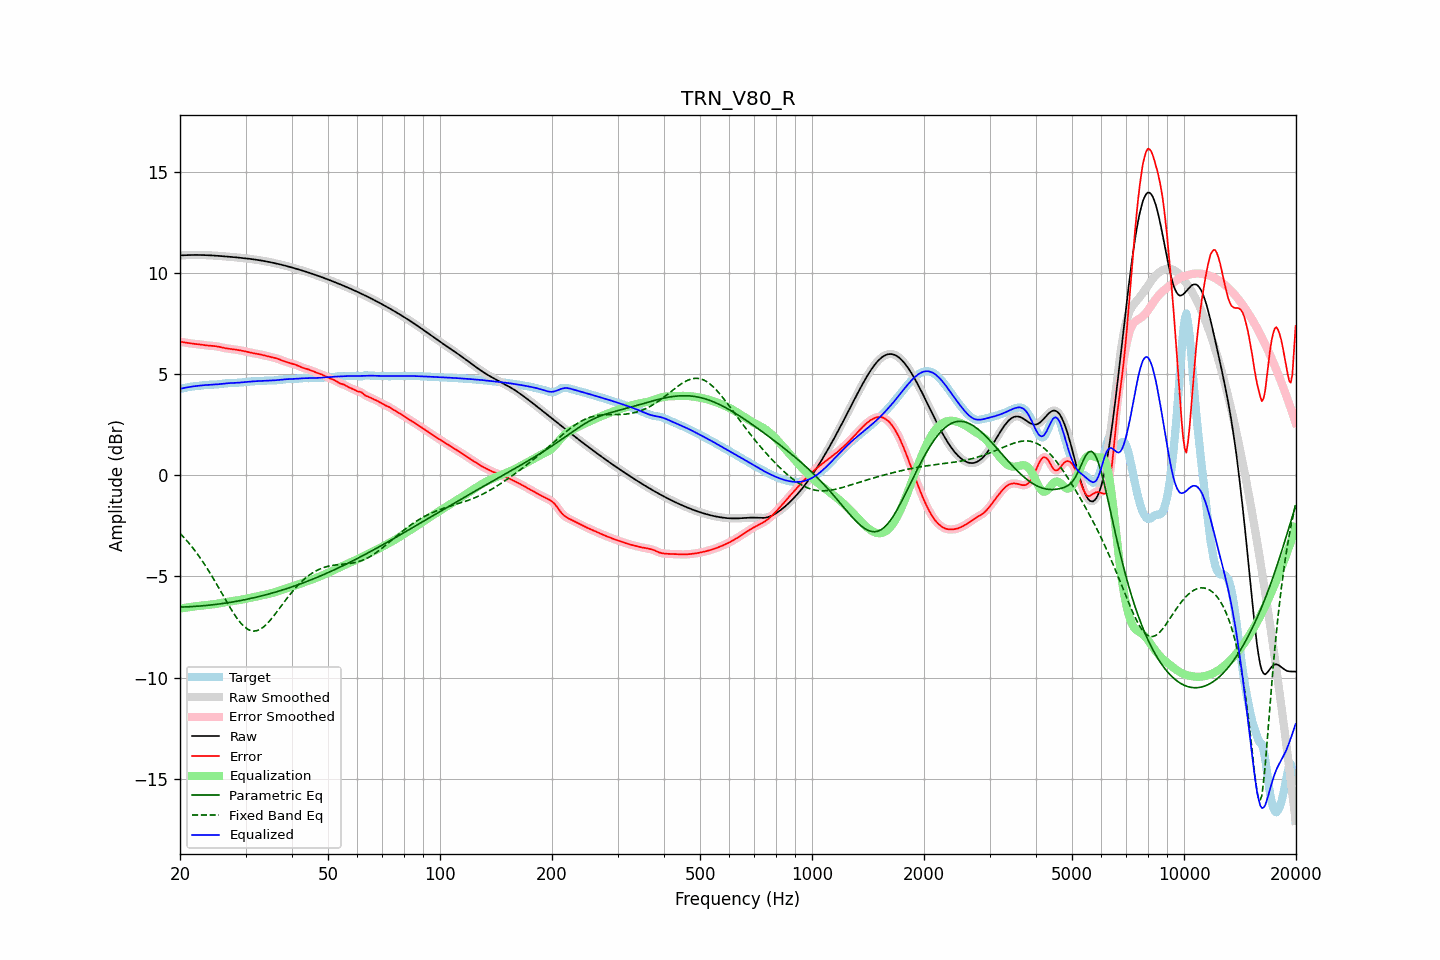 TRN_V80_R
Amplitude (dBr)
15
10
5
0
−5
−10
−15
Target
Raw Smoothed
Error Smoothed
Raw
Error
Equalization
Parametric Eq
Fixed Band Eq
Equalized
20 50 100 200 500 1000 2000 5000 10000 20000
Frequency (Hz)